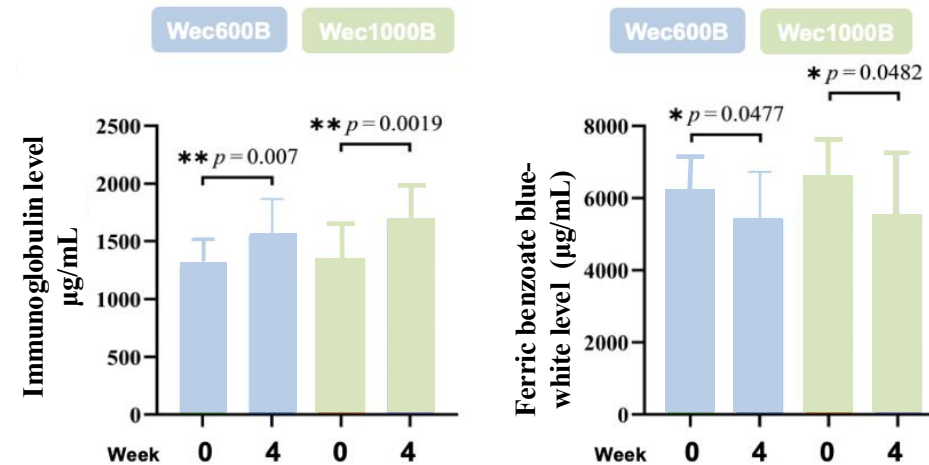 Wec600B
Wec1000B
Immunoglobulin level
µg/mL
2500
2000
1500
1000
500
0
** p = 0.007
** p = 0.0019
Week 0 4 0 4
Wec600B
Wec1000B
Ferric benzoate blue-
white level (µg/mL)
8000
6000
4000
2000
0
* p = 0.0477
* p = 0.0482
Week 0 4 0 4